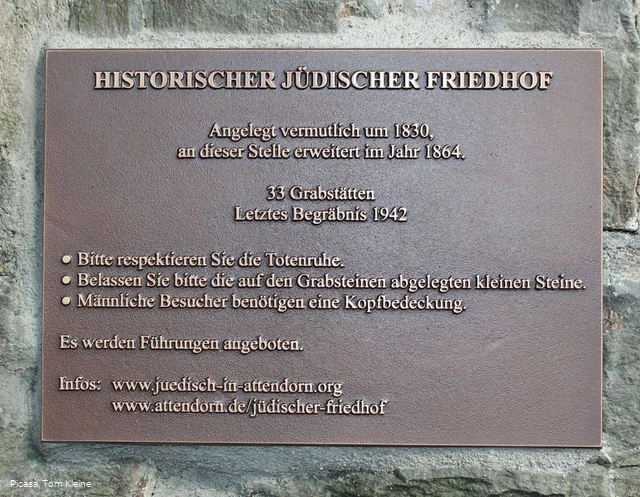 HISTORISCHER JÜDISCHER FRIEDHOF
Angelegt vermutlich um 1830,
an dieser Stelle erweitert im Jahr 1864.
33 Grabstätten
Letztes Begräbnis 1942
• Bitte respektieren Sie die Totenruhe.
• Belassen Sie bitte die auf den Grabsteinen abgelegten kleinen Steine.
• Männliche Besucher benötigen eine Kopfbedeckung.
Es werden Führungen angeboten.
Infos: www.juedisch-in-attendorn.org
www.attendorn.de/jüdischer-friedhof
Picasa, Tom Kleine